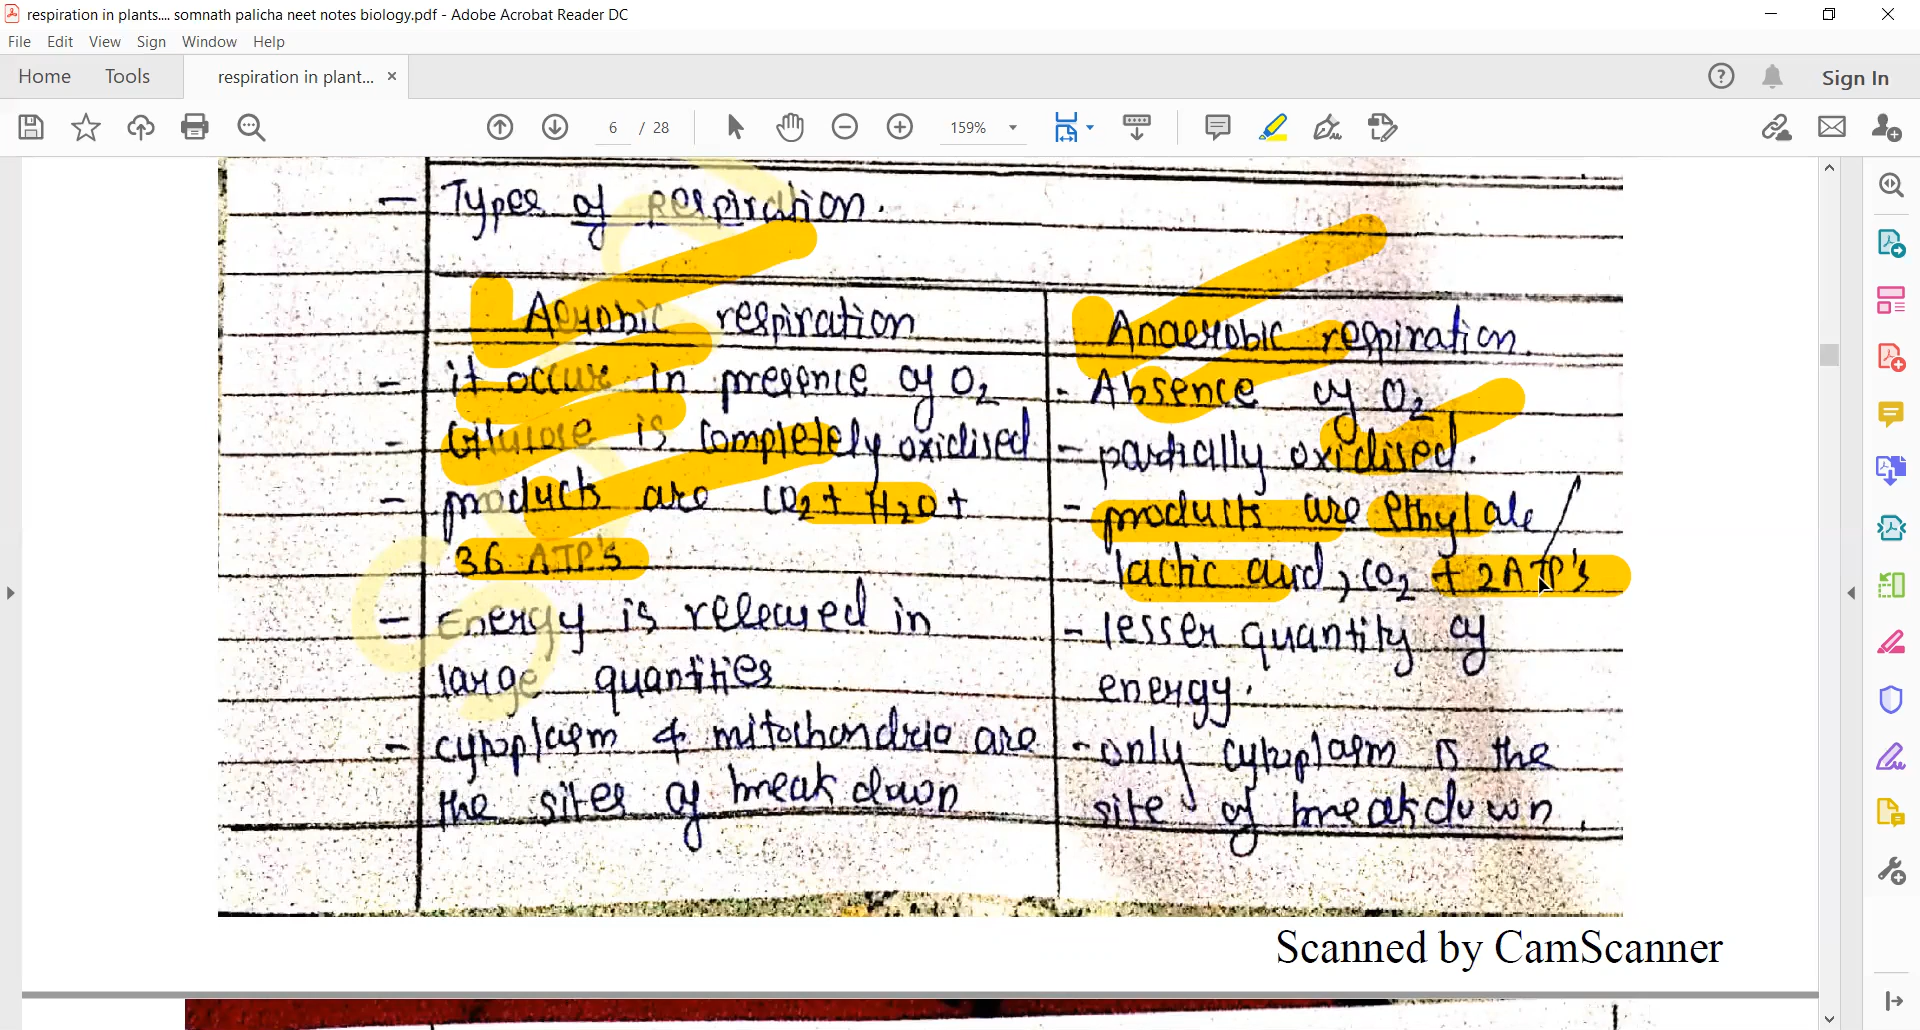 respiration in plants.... somnath palicha neet notes biology.pdf - Adobe Acrobat Reader DC
File Edit View Sign Window Help
Home Tools respiration in plant... × Sign In
6 / 28 159%
– Types of respiration.
Aerobic respiration
– it occurs in presence of O2
– Glulose is completely oxidised
– products are CO2 + H2O +
36 ATP's
– Energy is released in
large quantities
– cytoplasm & mitochondria are
the sites of break down
Anaerobic respiration.
- Absence of O2
– partially oxidised.
– products are Ethyl alc /
lactic acid, CO2 + 2ATP's
– lesser quantity of
energy.
- only cytoplasm is the
site of breakdown.
Scanned by CamScanner